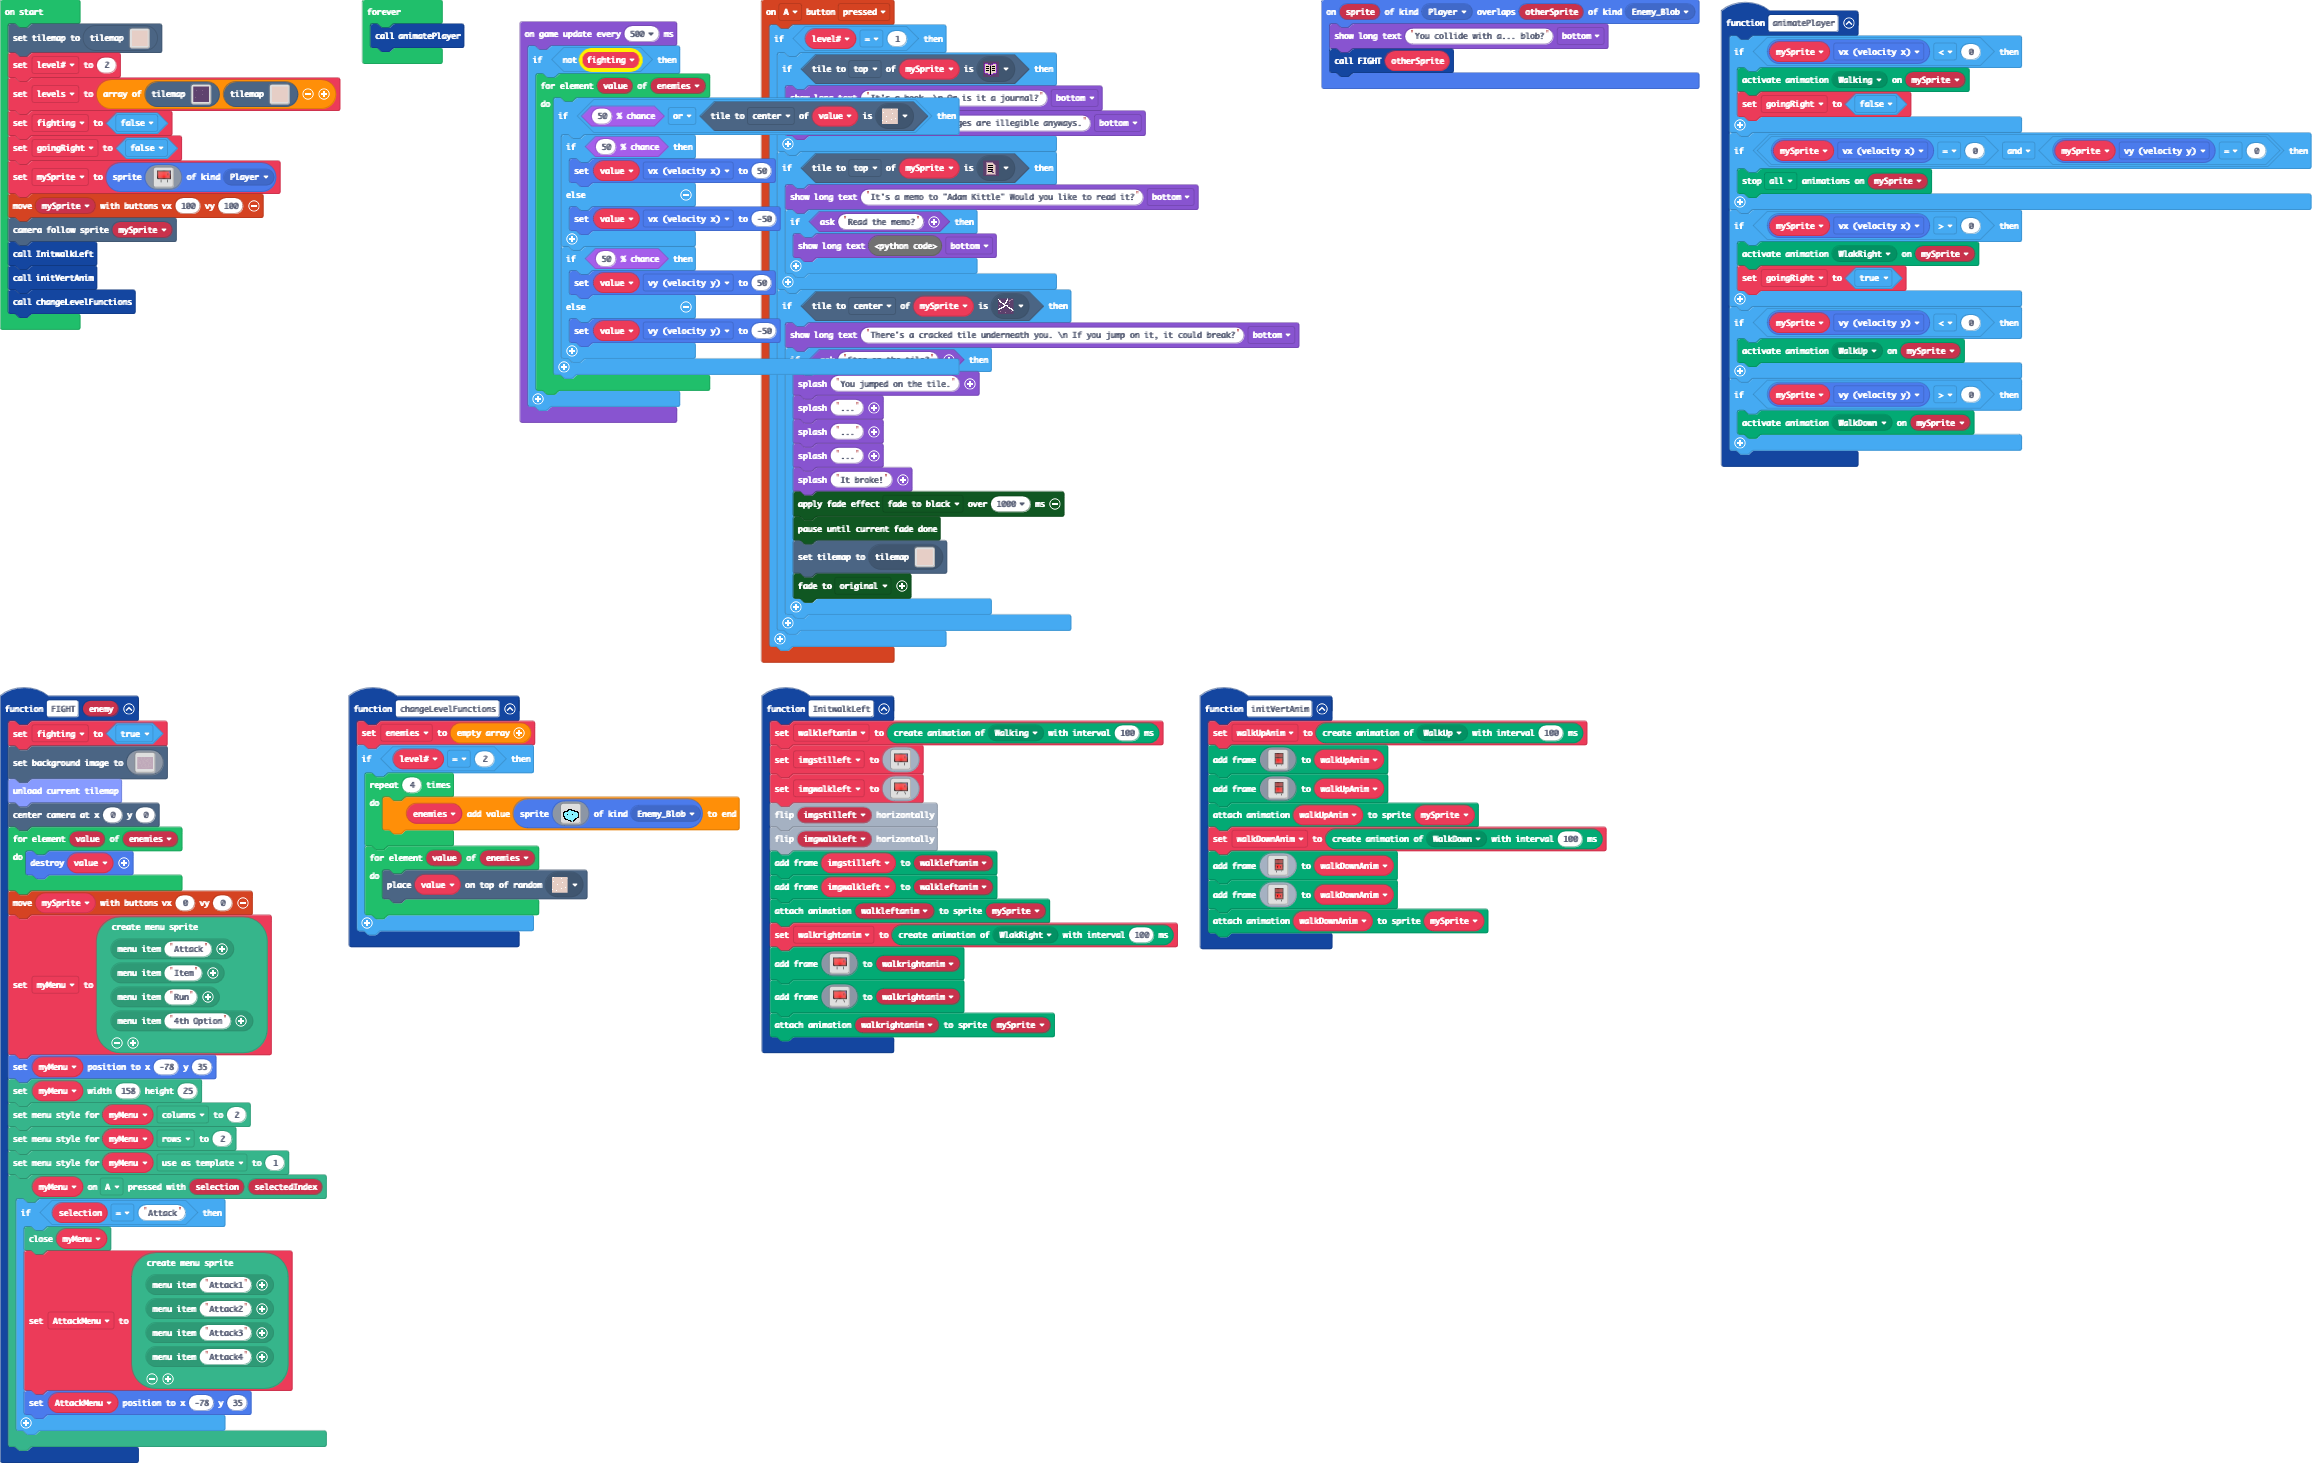 on start
set tilemap to tilemap
set level# to 2
set levels to array of tilemap tilemap
set fighting to false
set goingRight to false
set mySprite to sprite of kind Player
move mySprite with buttons vx 100 vy 100
camera follow sprite mySprite
call InitwalkLeft
call initVertAnim
call changeLevelFunctions
forever
call animatePlayer
on game update every 500 ms
if not fighting then
for element value of enemies
do
if 50 % chance or tile to center of value is then
if 50 % chance then
set value vx (velocity x) to 50
else
set value vx (velocity x) to -50
if 50 % chance then
set value vy (velocity y) to 50
else
set value vy (velocity y) to -50
on A button pressed
if level# = 1 then
if tile to top of mySprite is then
is it a journal?" bottom
ges are illegible anyways." bottom
if tile to top of mySprite is then
show long text "It's a memo to "Adam Kittle" Would you like to read it?" bottom
if ask "Read the memo?" then
show long text <python code> bottom
if tile to center of mySprite is then
show long text "There's a cracked tile underneath you. \n If you jump on it, it could break?" bottom
then
splash "You jumped on the tile."
splash "..."
splash "..."
splash "..."
splash "It broke!"
apply fade effect fade to black over 1000 ms
pause until current fade done
set tilemap to tilemap
fade to original
on sprite of kind Player overlaps otherSprite of kind Enemy_Blob
show long text "You collide with a... blob?" bottom
call FIGHT otherSprite
function animatePlayer
if mySprite vx (velocity x) < 0 then
activate animation Walking on mySprite
set goingRight to false
if mySprite vx (velocity x) = 0 and mySprite vy (velocity y) = 0 then
stop all animations on mySprite
if mySprite vx (velocity x) > 0 then
activate animation WlakRight on mySprite
set goingRight to true
if mySprite vy (velocity y) < 0 then
activate animation WalkUp on mySprite
if mySprite vy (velocity y) > 0 then
activate animation WalkDown on mySprite
function FIGHT enemy
set fighting to true
set background image to
unload current tilemap
center camera at x 0 y 0
for element value of enemies
do destroy value
move mySprite with buttons vx 0 vy 0
set myMenu to
create menu sprite
menu item "Attack"
menu item "Item"
menu item "Run"
menu item "4th Option"
set myMenu position to x -78 y 35
set myMenu width 158 height 25
set menu style for myMenu columns to 2
set menu style for myMenu rows to 2
set menu style for myMenu use as template to 1
myMenu on A pressed with selection selectedIndex
if selection = "Attack" then
close myMenu
set AttackMenu to
create menu sprite
menu item "Attack1"
menu item "Attack2"
menu item "Attack3"
menu item "Attack4"
set AttackMenu position to x -78 y 35
function changeLevelFunctions
set enemies to empty array
if level# = 2 then
repeat 4 times
do enemies add value sprite of kind Enemy_Blob to end
for element value of enemies
do place value on top of random
function InitwalkLeft
set walkleftanim to create animation of Walking with interval 100 ms
set imgstilleft to
set imgwalkleft to
flip imgstilleft horizontally
flip imgwalkleft horizontally
add frame imgstilleft to walkleftanim
add frame imgwalkleft to walkleftanim
attach animation walkleftanim to sprite mySprite
set walkrightanim to create animation of WlakRight with interval 100 ms
add frame to walkrightanim
add frame to walkrightanim
attach animation walkrightanim to sprite mySprite
function initVertAnim
set walkUpAnim to create animation of WalkUp with interval 100 ms
add frame to walkUpAnim
add frame to walkUpAnim
attach animation walkUpAnim to sprite mySprite
set walkDownAnim to create animation of WalkDown with interval 100 ms
add frame to walkDownAnim
add frame to walkDownAnim
attach animation walkDownAnim to sprite mySprite